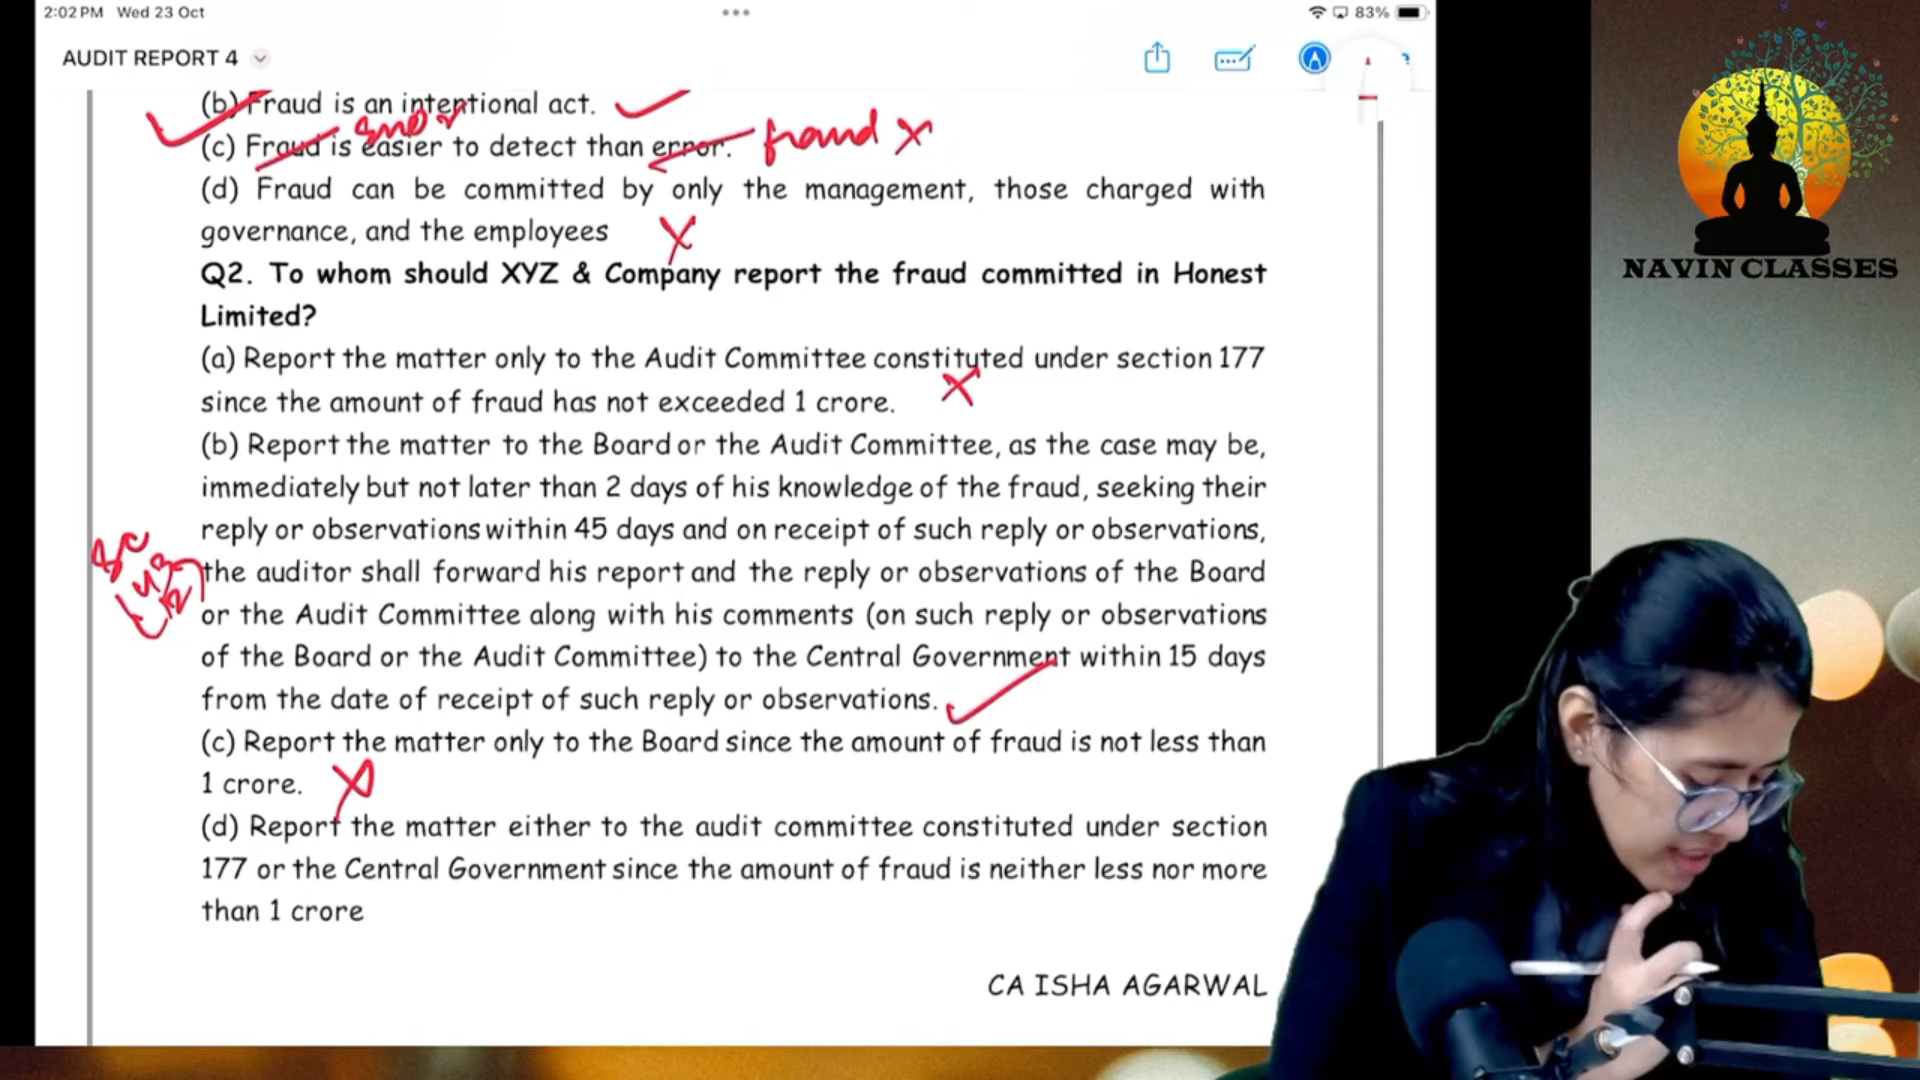 2:02 PM Wed 23 Oct
83%
AUDIT REPORT 4
(b) Fraud is an intentional act.
error
(c) Fraud is easier to detect than error. fraud
(d) Fraud can be committed by only the management, those charged with
governance, and the employees
Q2. To whom should XYZ & Company report the fraud committed in Honest
Limited?
(a) Report the matter only to the Audit Committee constituted under section 177
since the amount of fraud has not exceeded 1 crore.
(b) Report the matter to the Board or the Audit Committee, as the case may be,
immediately but not later than 2 days of his knowledge of the fraud, seeking their
reply or observations within 45 days and on receipt of such reply or observations,
the auditor shall forward his report and the reply or observations of the Board
or the Audit Committee along with his comments (on such reply or observations
of the Board or the Audit Committee) to the Central Government within 15 days
from the date of receipt of such reply or observations.
(c) Report the matter only to the Board since the amount of fraud is not less than
1 crore.
(d) Report the matter either to the audit committee constituted under section
177 or the Central Government since the amount of fraud is neither less nor more
than 1 crore
CA ISHA AGARWAL
NAVIN CLASSES